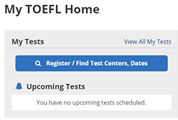 My TOEFL Home
My Tests
View All My Tests
Register / Find Test Centers, Dates
Upcoming Tests
You have no upcoming tests scheduled.